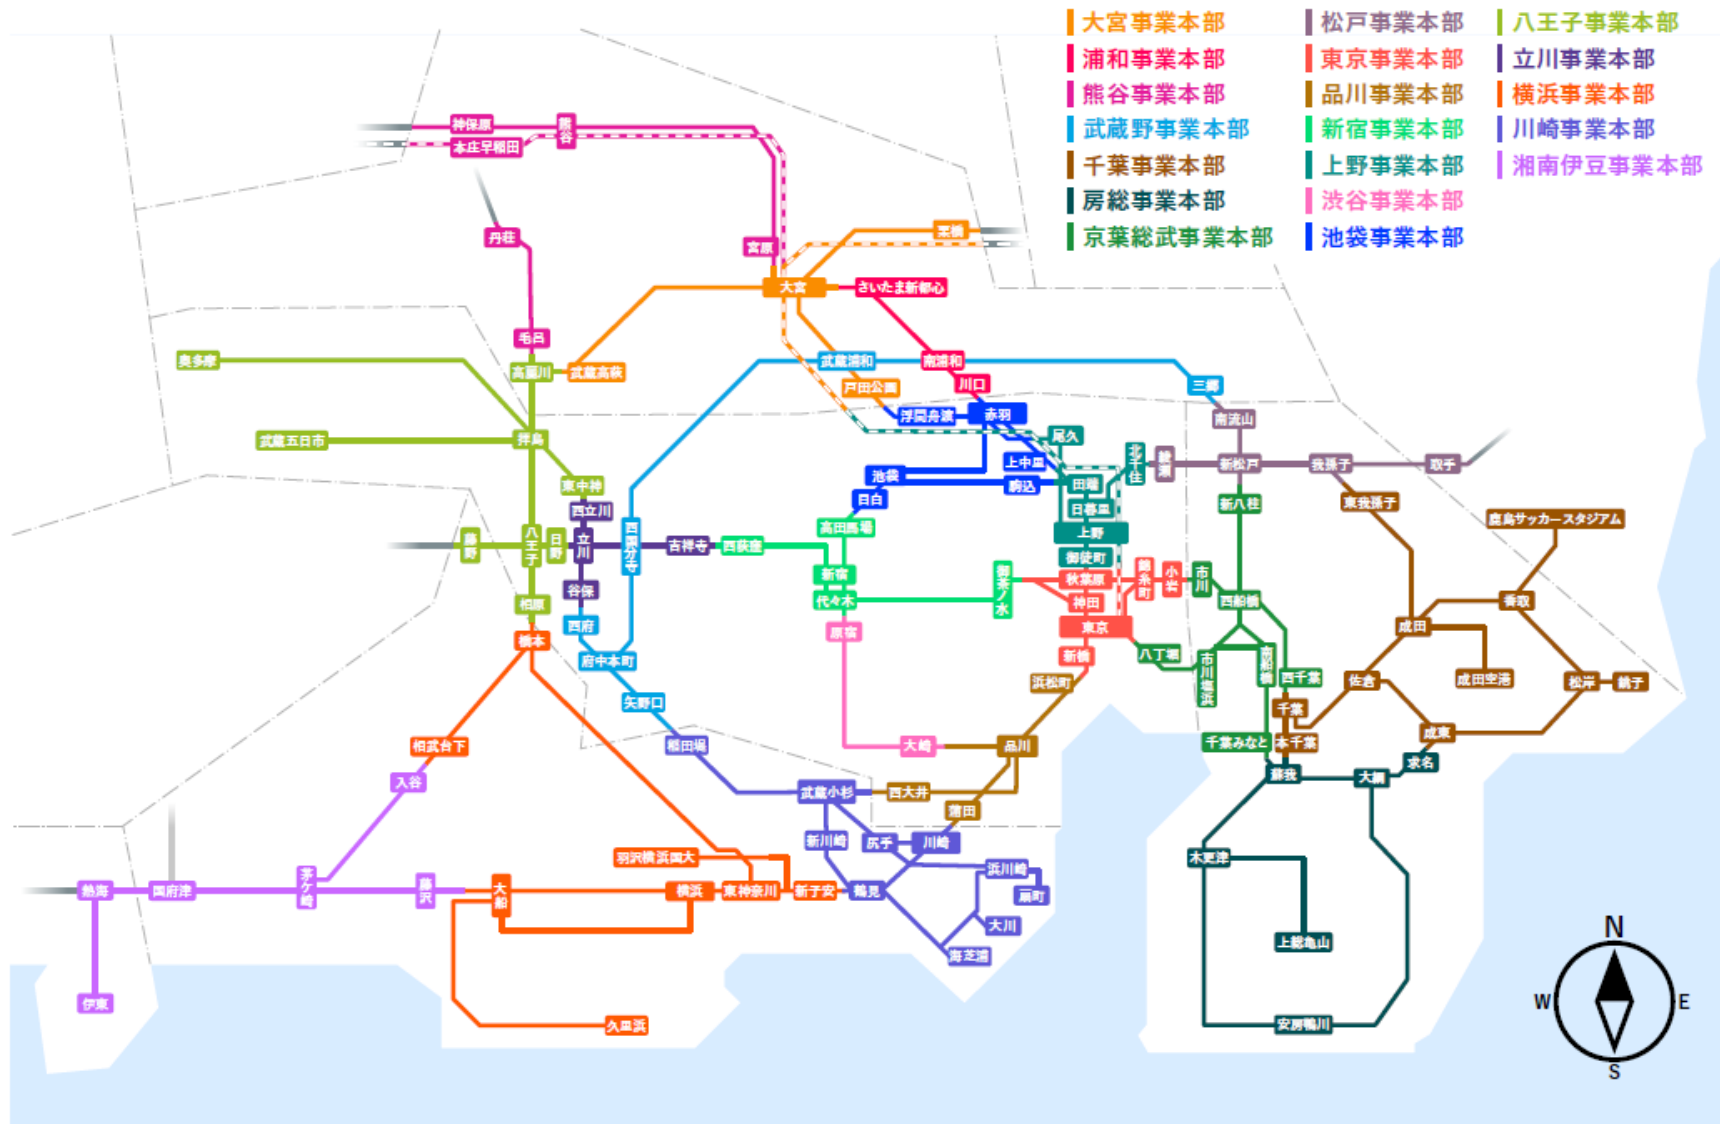 大宮事業本部
浦和事業本部
熊谷事業本部
武蔵野事業本部
千葉事業本部
房総事業本部
京葉総武事業本部
松戸事業本部
東京事業本部
品川事業本部
新宿事業本部
上野事業本部
渋谷事業本部
池袋事業本部
八王子事業本部
立川事業本部
横浜事業本部
川崎事業本部
湘南伊豆事業本部
神保原
熊谷
本庄早稲田
丹荘
宮原
栗橋
大宮
さいたま新都心
毛呂
奥多摩
高麗川
武蔵高萩
武蔵浦和
南浦和
戸田公園
川口
三郷
浮間舟渡
赤羽
南流山
武蔵五日市
拝島
尾久
北千住
綾瀬
新松戸
我孫子
取手
上中里
池袋
駒込
田端
目白
東中神
西立川
日暮里
新八柱
東我孫子
鹿島サッカースタジアム
高田馬場
上野
藤野
八王子
日野
立川
西国分寺
吉祥寺
西荻窪
御徒町
新宿
御茶ノ水
秋葉原
錦糸町
小岩
市川
谷保
代々木
神田
西船橋
香取
相原
西府
原宿
東京
成田
橋本
府中本町
新橋
八丁堀
市川塩浜
南船橋
西千葉
佐倉
成田空港
松岸
銚子
浜松町
矢野口
千葉
相武台下
稲田堤
大崎
品川
千葉みなと
本千葉
成東
求名
入谷
蘇我
大網
武蔵小杉
西大井
蒲田
新川崎
尻手
川崎
羽沢横浜国大
木更津
浜川崎
熱海
国府津
茅ケ崎
藤沢
大船
横浜
東神奈川
新子安
鶴見
扇町
大川
海芝浦
上総亀山
伊東
久里浜
安房鴨川
N
W
E
S